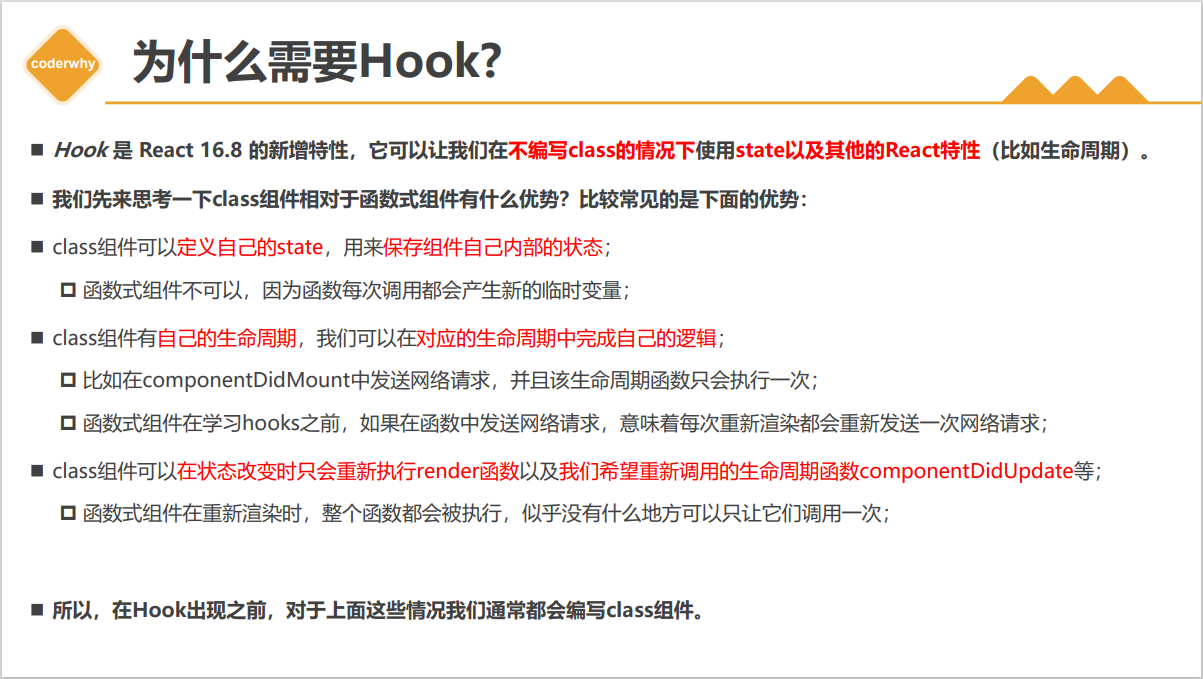 coderwhy
为什么需要Hook?
Hook 是 React 16.8 的新增特性，它可以让我们在不编写class的情况下使用state以及其他的React特性（比如生命周期）。
我们先来思考一下class组件相对于函数式组件有什么优势？比较常见的是下面的优势：
class组件可以定义自己的state，用来保存组件自己内部的状态；
函数式组件不可以，因为函数每次调用都会产生新的临时变量；
class组件有自己的生命周期，我们可以在对应的生命周期中完成自己的逻辑；
比如在componentDidMount中发送网络请求，并且该生命周期函数只会执行一次；
函数式组件在学习hooks之前，如果在函数中发送网络请求，意味着每次重新渲染都会重新发送一次网络请求；
class组件可以在状态改变时只会重新执行render函数以及我们希望重新调用的生命周期函数componentDidUpdate等；
函数式组件在重新渲染时，整个函数都会被执行，似乎没有什么地方可以只让它们调用一次；
所以，在Hook出现之前，对于上面这些情况我们通常都会编写class组件。